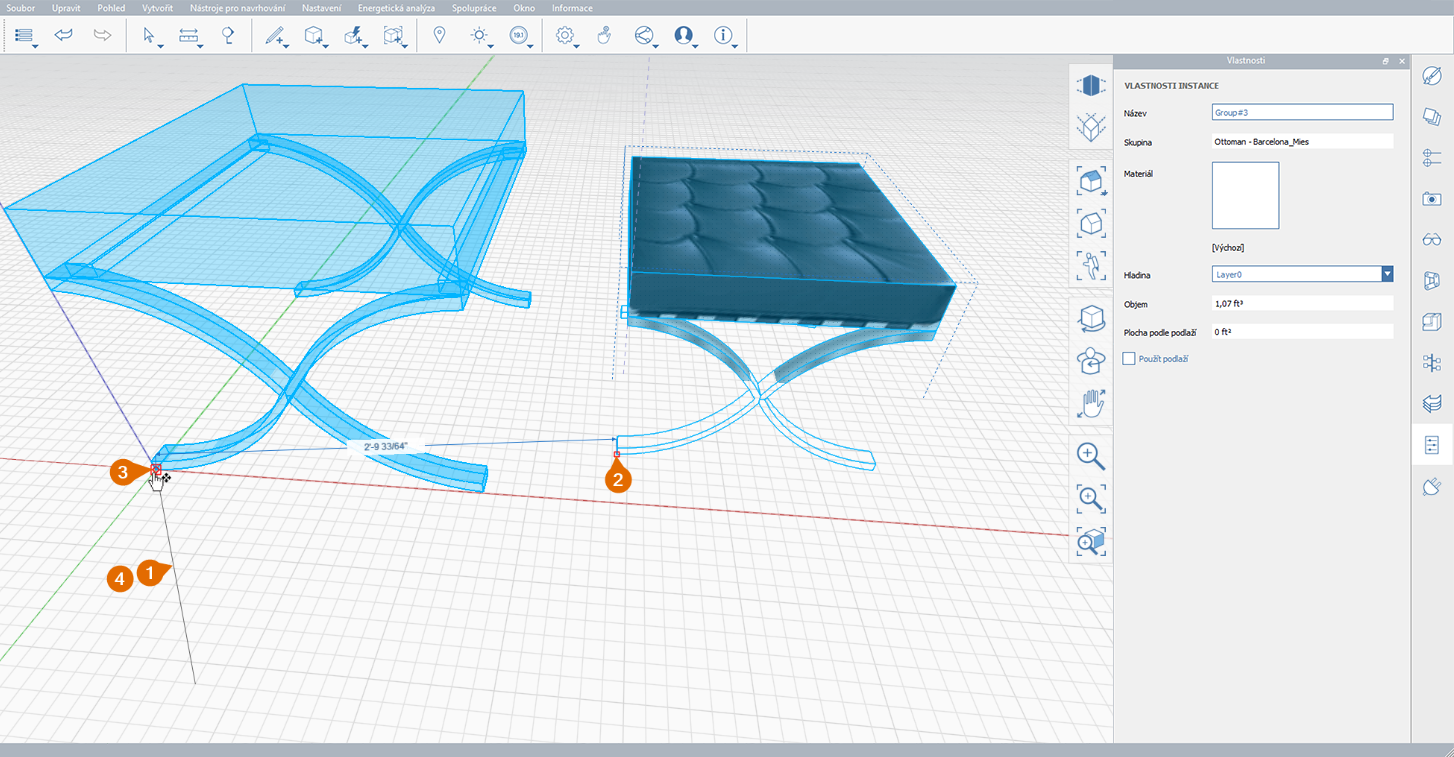 Soubor Upravit Pohled Vytvořit Nástroje pro navrhování Nastavení Energetická analýza Spolupráce Okno Informace
19.1
Vlastnosti
VLASTNOSTI INSTANCE
Název Group#3
Skupina Ottoman - Barcelona_Mies
Materiál
[Výchozí]
Hladina Layer0
Objem 1,07 ft³
Plocha podle podlaží 0 ft²
Použít podlaží
2'-9 33/64"
3
2
4 1